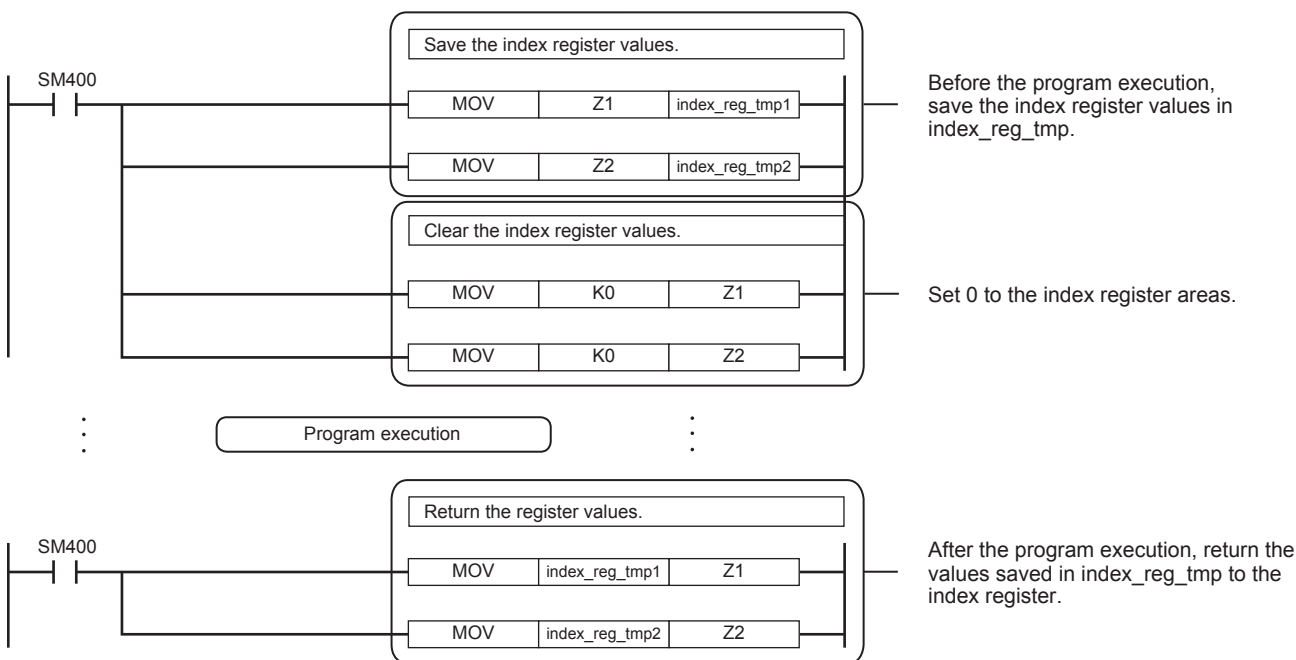 Save the index register values.
SM400
MOV Z1 index_reg_tmp1
MOV Z2 index_reg_tmp2
Before the program execution,
save the index register values in
index_reg_tmp.
Clear the index register values.
MOV K0 Z1
MOV K0 Z2
Set 0 to the index register areas.
Program execution
Return the register values.
SM400
MOV index_reg_tmp1 Z1
MOV index_reg_tmp2 Z2
After the program execution, return the
values saved in index_reg_tmp to the
index register.